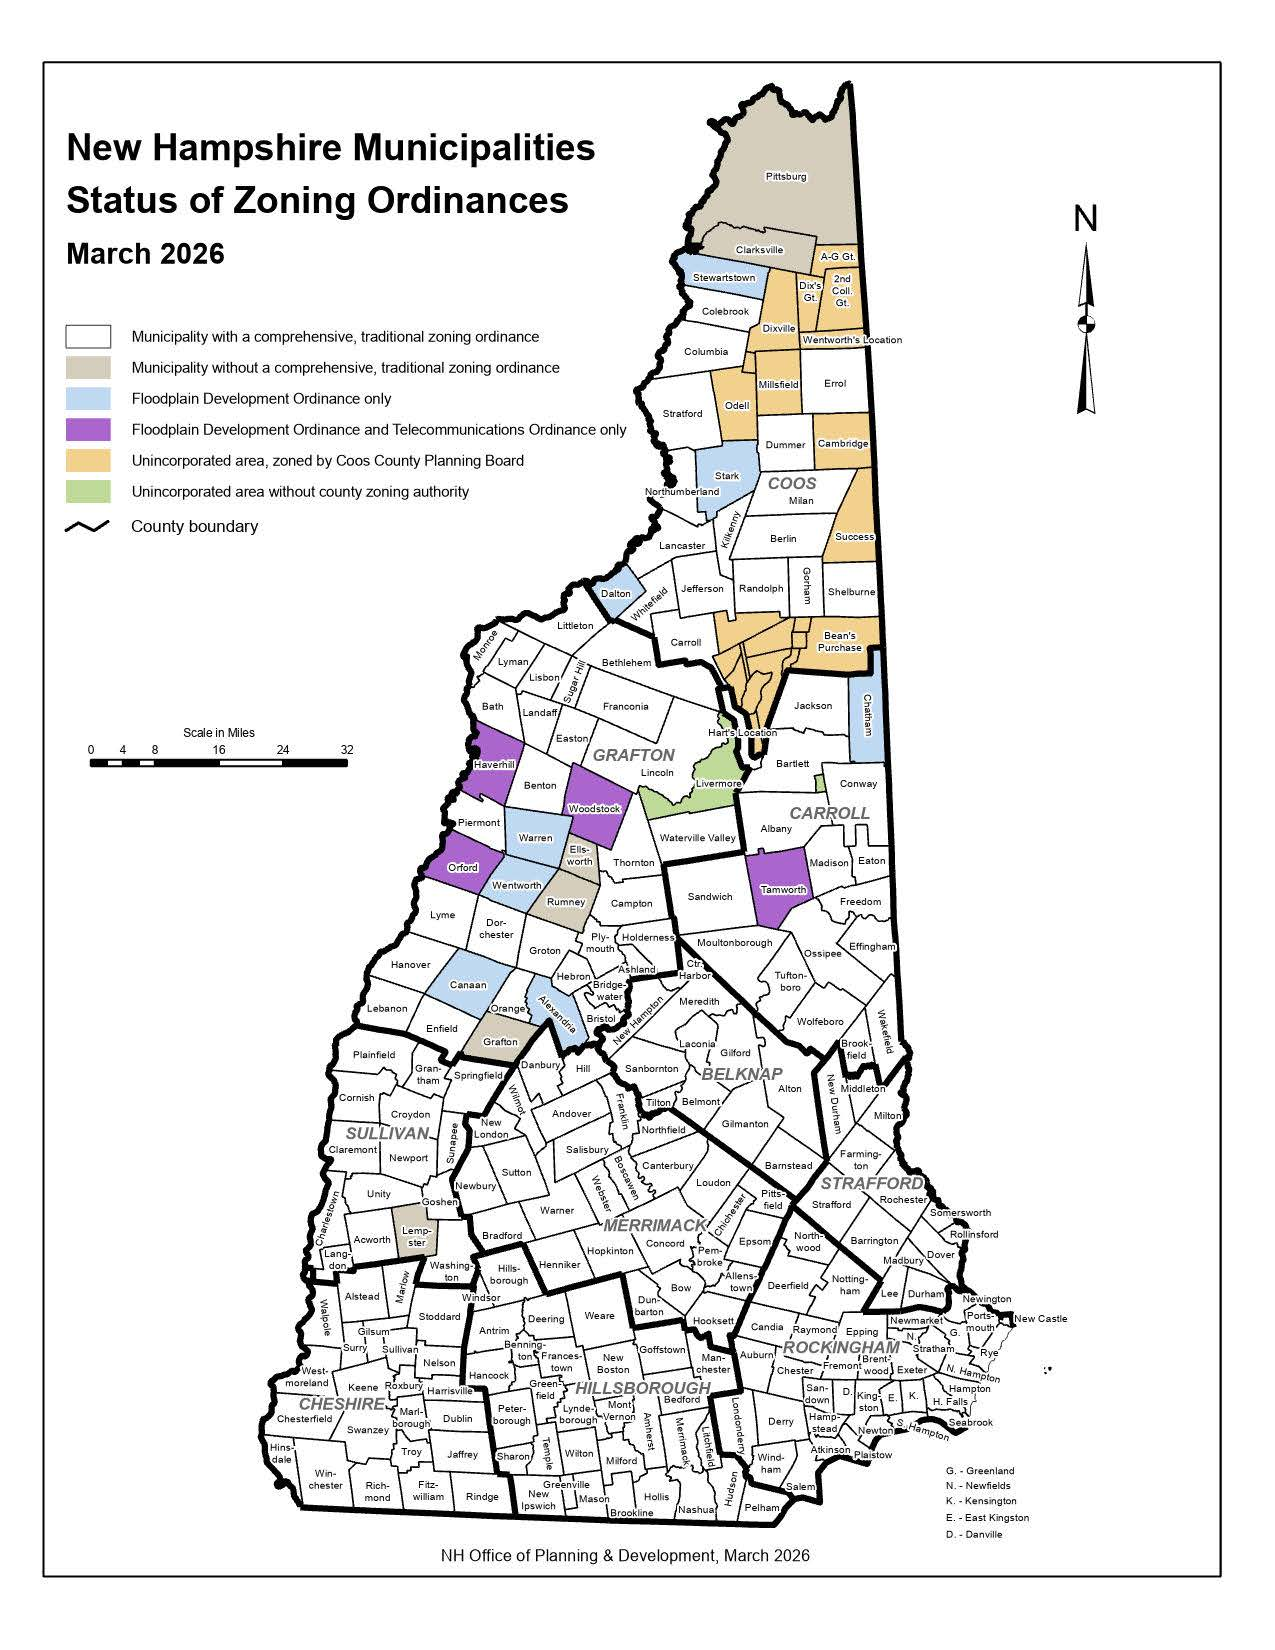 New Hampshire Municipalities
Status of Zoning Ordinances
March 2026
N
Municipality with a comprehensive, traditional zoning ordinance
Municipality without a comprehensive, traditional zoning ordinance
Floodplain Development Ordinance only
Floodplain Development Ordinance and Telecommunications Ordinance only
Unincorporated area, zoned by Coos County Planning Board
Unincorporated area without county zoning authority
County boundary
Scale in Miles
0 4 8 16 24 32
Pittsburg
Clarksville
A-G Gt.
Stewartstown
Dix's
Gt.
2nd
Coll.
Gt.
Colebrook
Dixville
Wentworth's Location
Columbia
Millsfield
Errol
Odell
Stratford
Dummer
Cambridge
Stark
COOS
Northumberland
Milan
Kilkenny
Berlin
Success
Lancaster
Jefferson
Randolph
Gorham
Shelburne
Dalton
Whitefield
Littleton
Carroll
Bean's
Purchase
Monroe
Lyman
Lisbon
Sugar Hill
Bethlehem
Bath
Landaff
Franconia
Jackson
Chatham
Easton
Hart's Location
GRAFTON
Haverhill
Lincoln
Livermore
Bartlett
Conway
Benton
Woodstock
CARROLL
Piermont
Warren
Waterville Valley
Albany
Ells-
worth
Thornton
Madison
Eaton
Orford
Wentworth
Tamworth
Rumney
Campton
Sandwich
Freedom
Lyme
Dor-
chester
Ply-
mouth
Holderness
Moultonborough
Effingham
Groton
Ossipee
Hanover
Ashland
Ctr.
Harbor
Hebron
Tufton-
boro
Canaan
Bridge-
water
Lebanon
Orange
Alexandria
Bristol
New Hampton
Meredith
Wolfeboro
Wakefield
Enfield
Grafton
Laconia
Gilford
Brook-
field
Plainfield
Danbury
Hill
Sanbornton
BELKNAP
Gran-
tham
Springfield
Alton
New Durham
Middleton
Cornish
Croydon
Wilmot
Andover
Franklin
Tilton
Belmont
Milton
SULLIVAN
Sunapee
New
London
Northfield
Gilmanton
Claremont
Newport
Salisbury
Canterbury
Barnstead
Farming-
ton
Sutton
Boscawen
STRAFFORD
Unity
Newbury
Webster
Loudon
Pitts-
field
Strafford
Rochester
Goshen
Charlestown
Warner
Chichester
Somersworth
Lemp-
ster
MERRIMACK
Rollinsford
Acworth
Bradford
Hopkinton
Concord
Epsom
North-
wood
Barrington
Dover
Lang-
don
Washing-
ton
Hills-
borough
Henniker
Pem-
broke
Madbury
Allens-
town
Deerfield
Notting-
ham
Alstead
Marlow
Windsor
Bow
Lee
Durham
Newington
Walpole
Stoddard
Dun-
barton
Ports-
mouth
New Castle
Antrim
Deering
Weare
Hooksett
Candia
Raymond
Epping
Newmarket
N.
G.
Gilsum
ROCKINGHAM
Stratham
Rye
Surry
Sullivan
Benning-
ton
Frances-
town
New
Boston
Goffstown
Man-
chester
Auburn
Chester
Fremont
Brent-
wood
Exeter
N. Hampton
Nelson
Hancock
West-
moreland
Keene
Roxbury
Harrisville
Green-
field
HILLSBOROUGH
Bedford
San-
down
D.
King-
ston
E.
K.
Hampton
H. Falls
CHESHIRE
Chesterfield
Marl-
borough
Dublin
Peter-
borough
Lynde-
borough
Mont
Vernon
Amherst
Merrimack
Litchfield
Londonderry
Derry
Hamp-
stead
Newton
S. Hampton
Seabrook
Swanzey
Hins-
dale
Troy
Jaffrey
Sharon
Temple
Wilton
Milford
Wind-
ham
Atkinson
Plaistow
Win-
chester
Rich-
mond
Fitz-
william
Rindge
New
Ipswich
Greenville
Mason
Brookline
Hollis
Nashua
Hudson
Pelham
Salem
G. - Greenland
N. - Newfields
K. - Kensington
E. - East Kingston
D. - Danville
NH Office of Planning & Development, March 2026